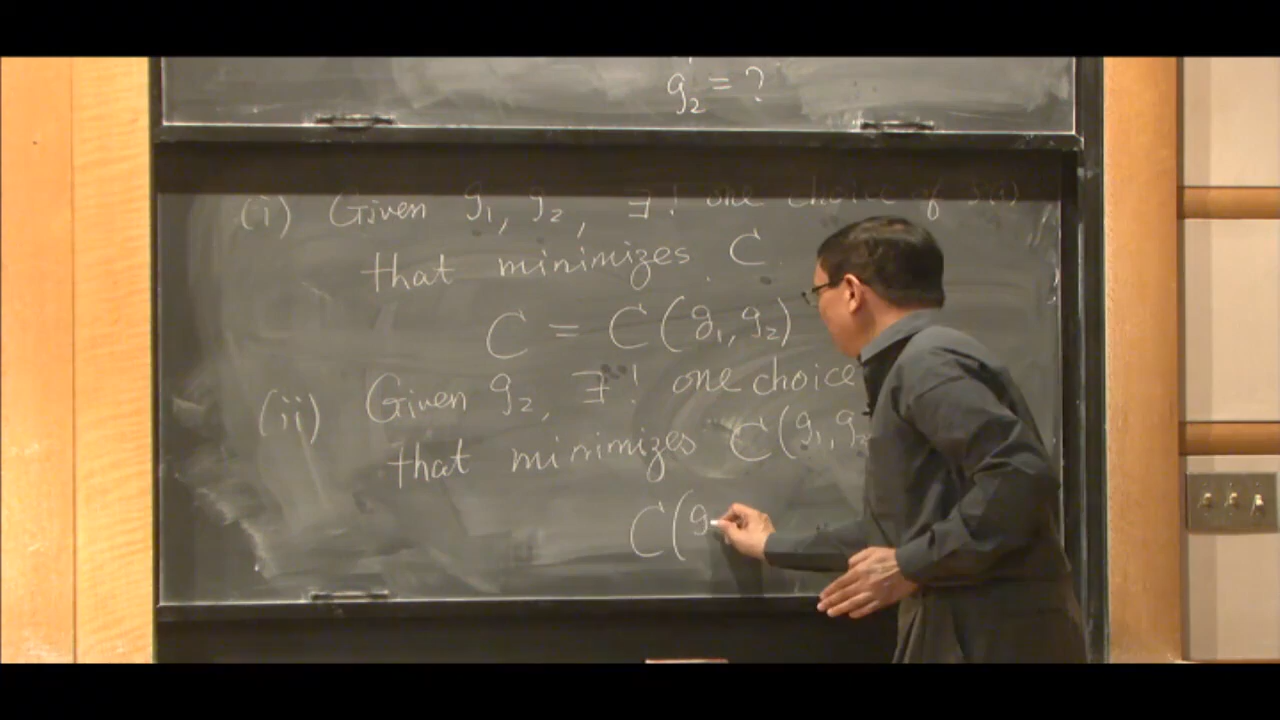 g₂ = ?
(i) Given g₁, g₂, ∃! one choice of
that minimizes C
C = C(g₁, g₂)
(ii) Given g₂, ∃! one choice
that minimizes C(g₁, g₂
C(g